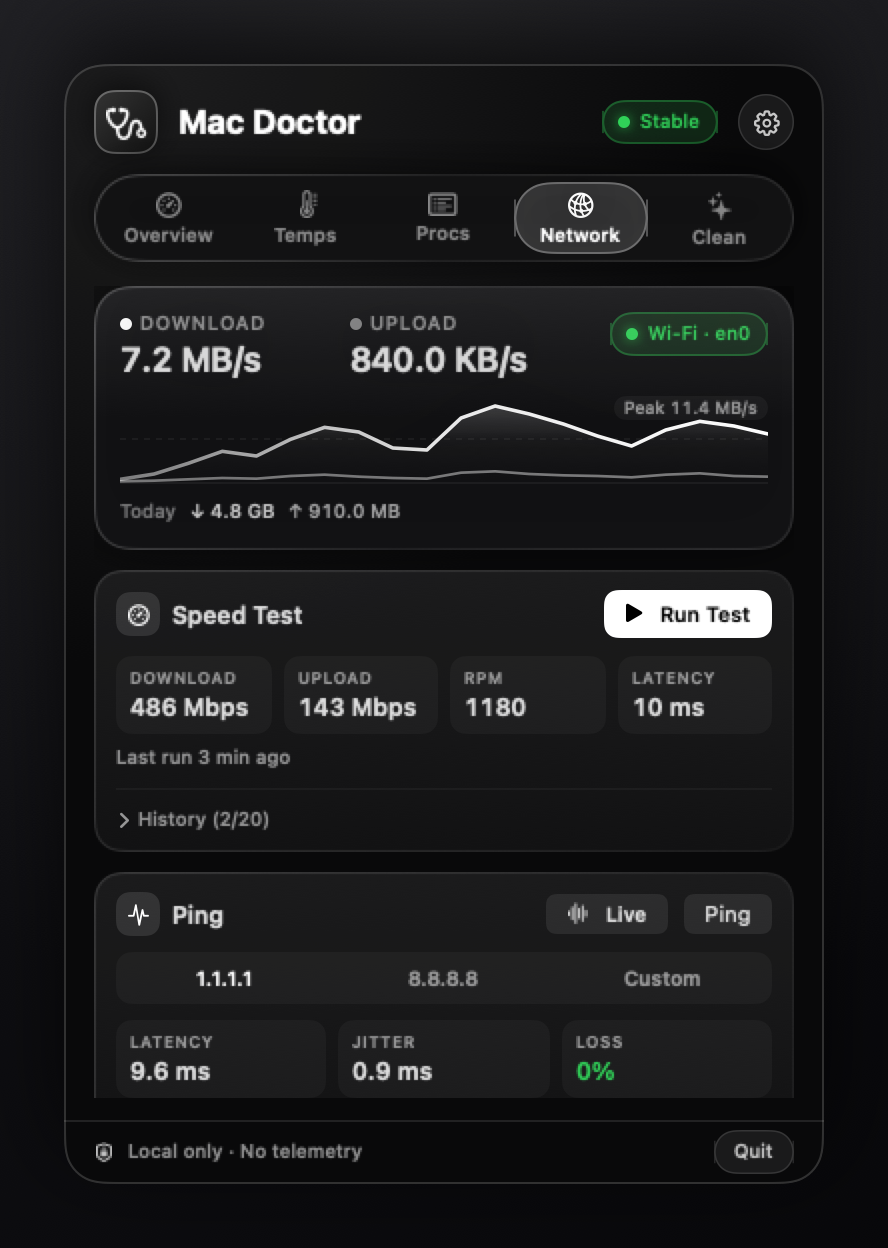 Mac Doctor
Stable
Overview
Temps
Procs
Network
Clean
DOWNLOAD
7.2 MB/s
UPLOAD
840.0 KB/s
Wi-Fi · en0
Peak 11.4 MB/s
Today ↓ 4.8 GB ↑ 910.0 MB
Speed Test
Run Test
DOWNLOAD
486 Mbps
UPLOAD
143 Mbps
RPM
1180
LATENCY
10 ms
Last run 3 min ago
History (2/20)
Ping
Live
Ping
1.1.1.1
8.8.8.8
Custom
LATENCY
9.6 ms
JITTER
0.9 ms
LOSS
0%
Local only · No telemetry
Quit